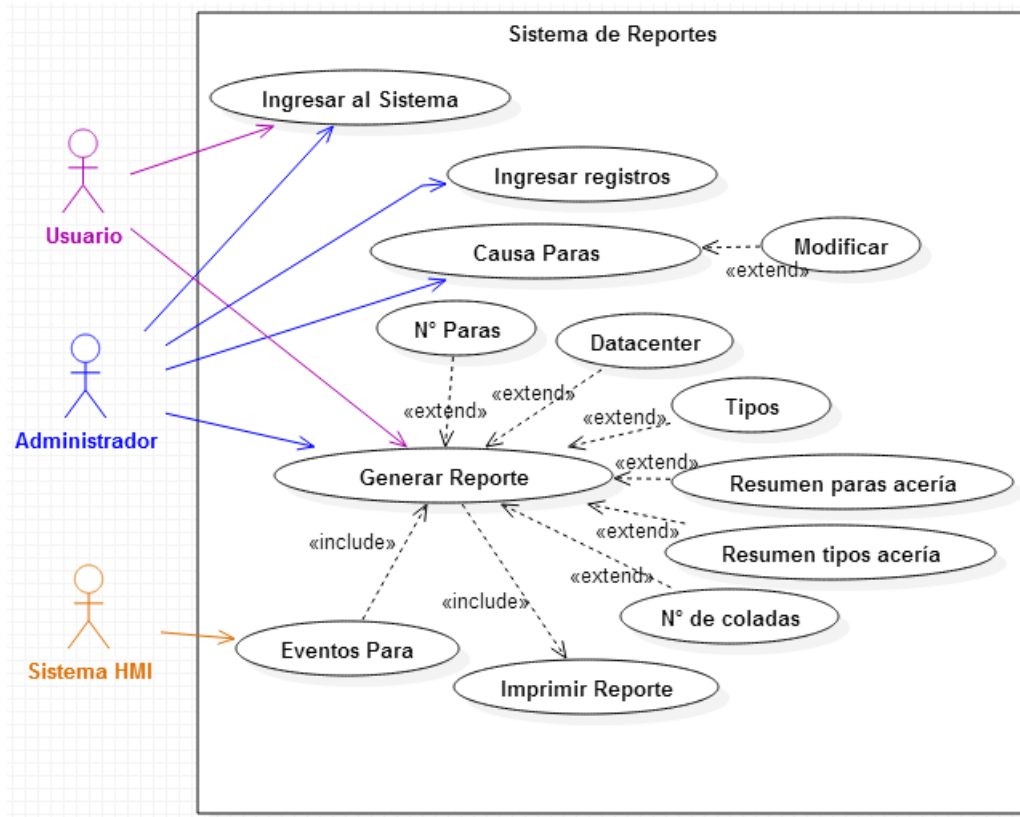 Sistema de Reportes
Ingresar al Sistema
Ingresar registros
Usuario
Causa Paras
Modificar
«extend»
N° Paras
Datacenter
«extend»
«extend»
Tipos
«extend»
Administrador
Generar Reporte
«extend»
Resumen paras acería
«include»
«extend»
Resumen tipos acería
«extend»
«include»
N° de coladas
Sistema HMI
Eventos Para
Imprimir Reporte